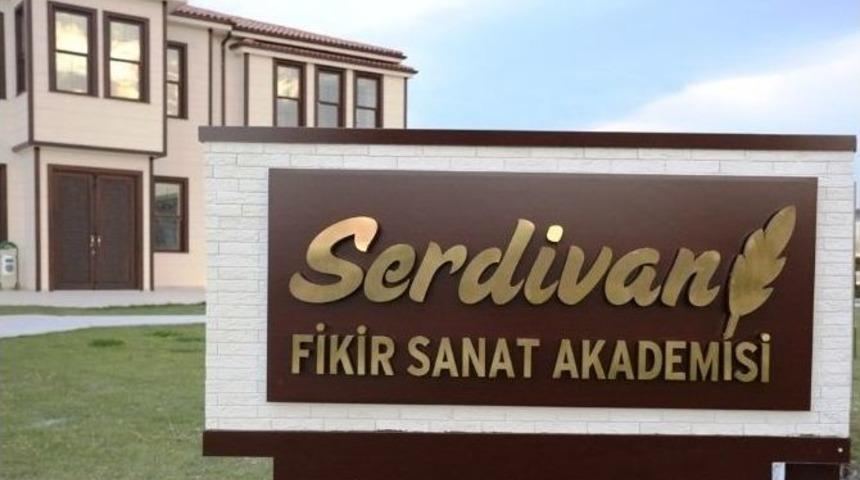 Serdivan
FİKİR SANAT AKADEMİSİ